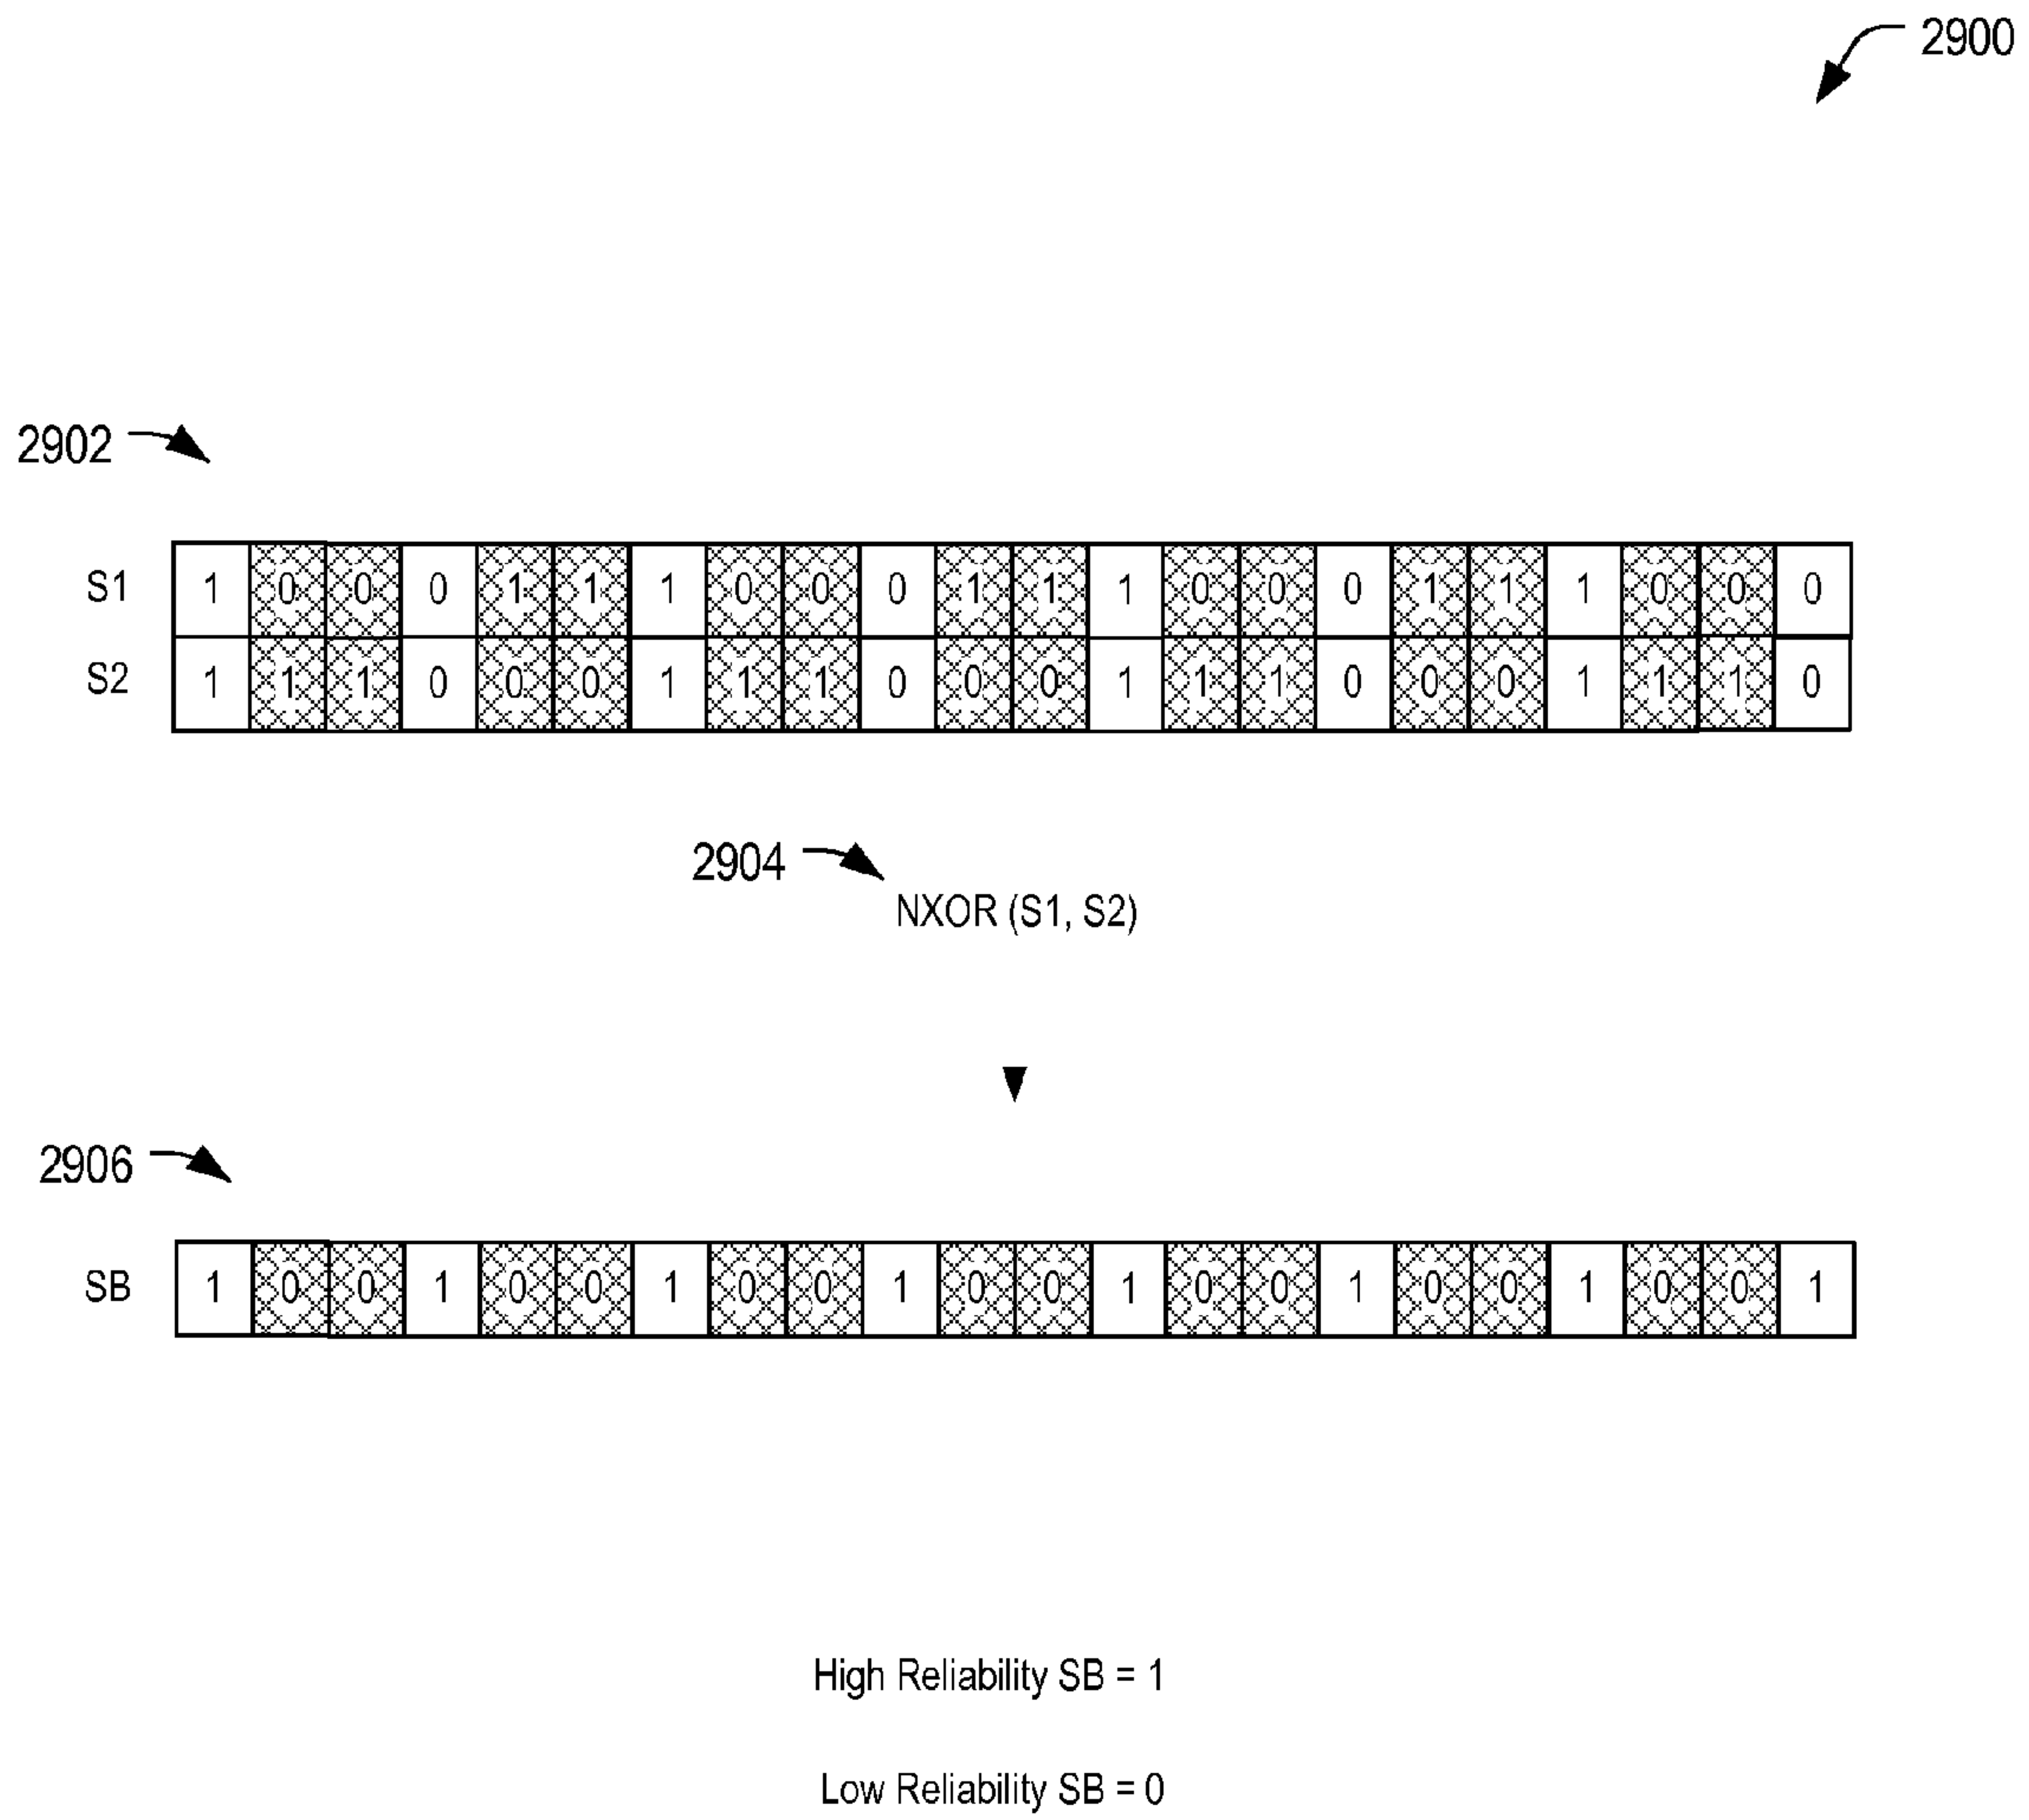 2900
2902
S1 1 0 0 0 1 1 1 0 0 0 1 1 1 0 0 0 1 1 1 0 0 0
S2 1 1 1 0 0 0 1 1 1 0 0 0 1 1 1 0 0 0 1 1 1 0
2904
NXOR (S1, S2)
2906
SB 1 0 0 1 0 0 1 0 0 1 0 0 1 0 0 1 0 0 1 0 0 1
High Reliability SB = 1
Low Reliability SB = 0